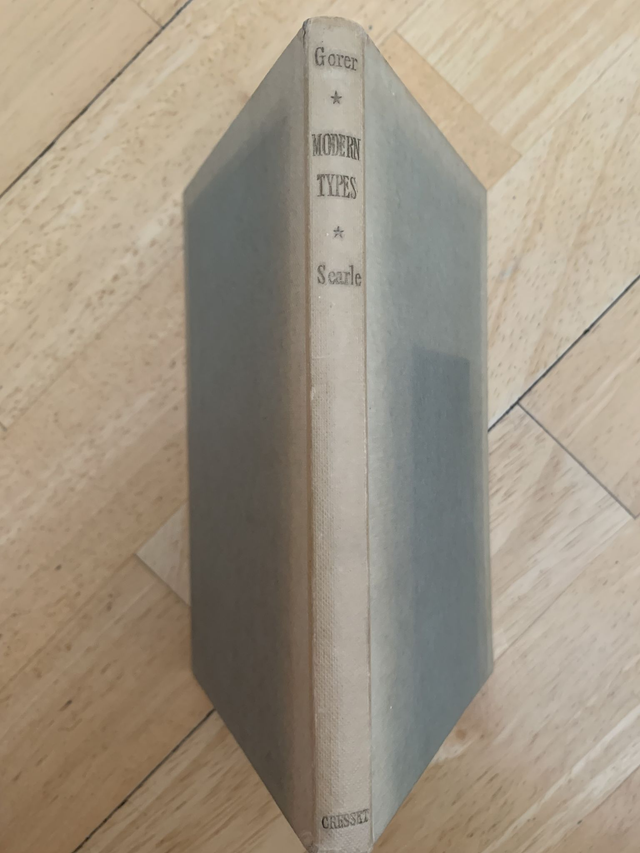 Gorer
★
MODERN
TYPES
★
Searle
CRESSET